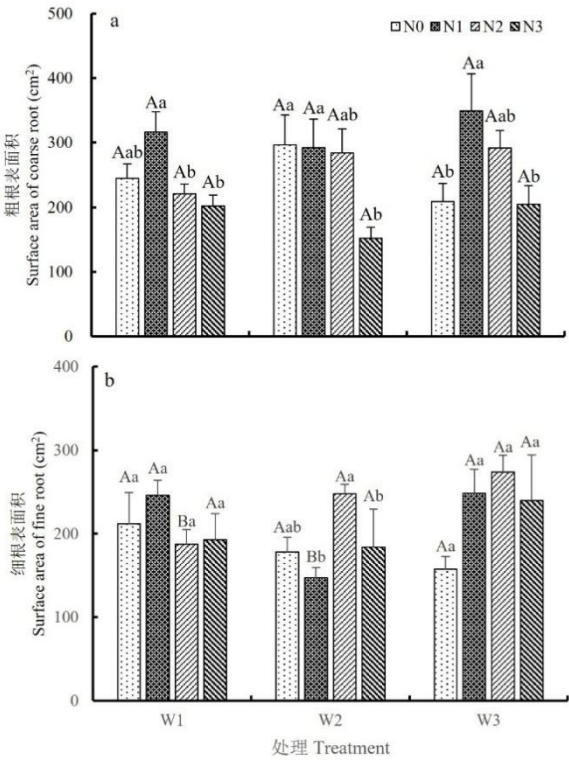 500
a
N0 N1 N2 N3
400
Aa
Aa
Aa Aa Aab
Aab
300
Aab
Ab Ab
Ab
Ab
200
Ab
100
0
粗根表面积
Surface area of coarse root (cm²)
400
b
300
Aa Aa
Aa
Aa Aa
Aa Aa
Ab
Ba
Aab
200
Bb
Aa
100
0
细根表面积
Surface area of fine root (cm²)
W1 W2 W3
处理 Treatment